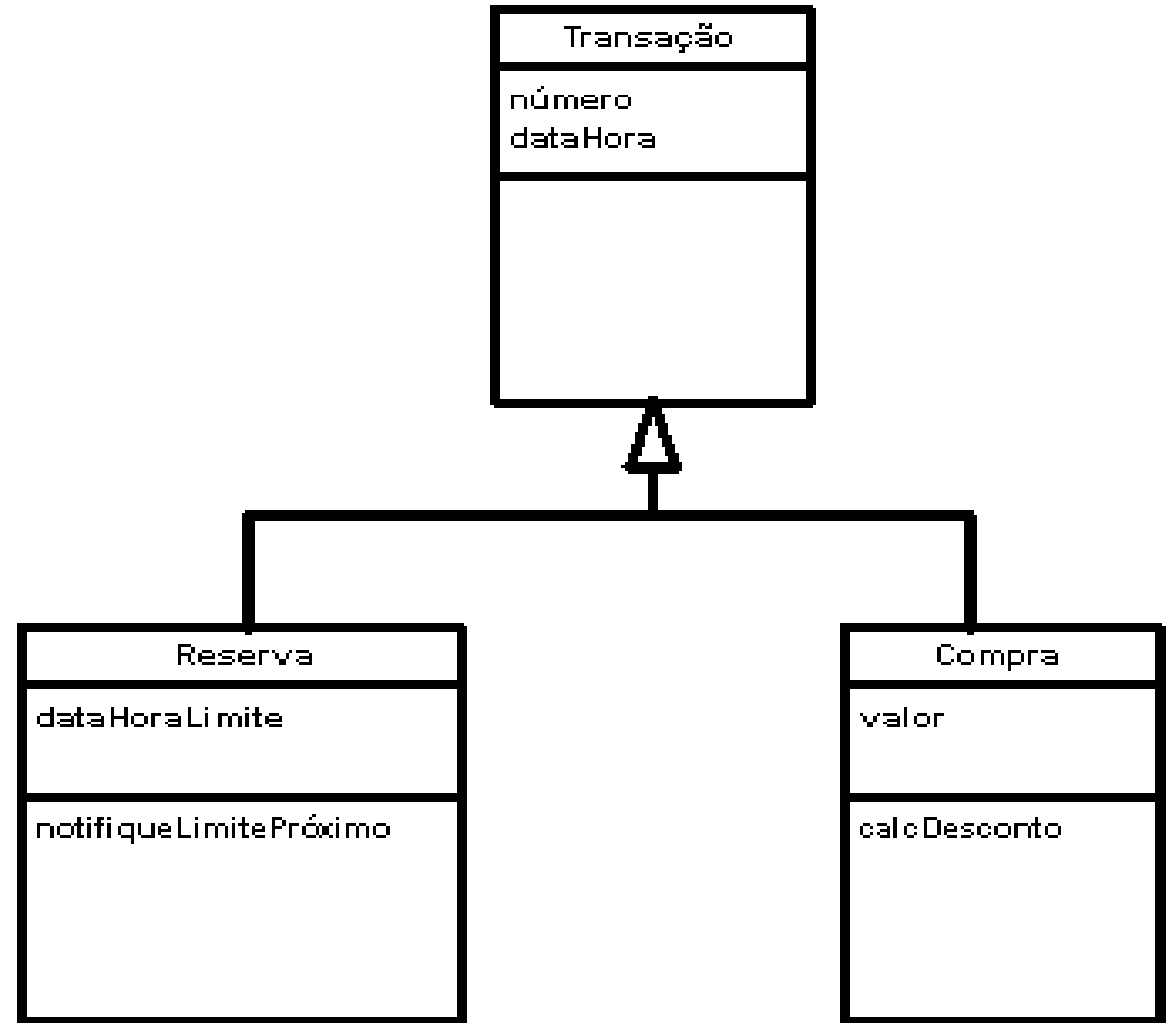 Transação
número
dataHora
Reserva
dataHoraLimite
notifiqueLimitePróximo
Compra
valor
calcDesconto